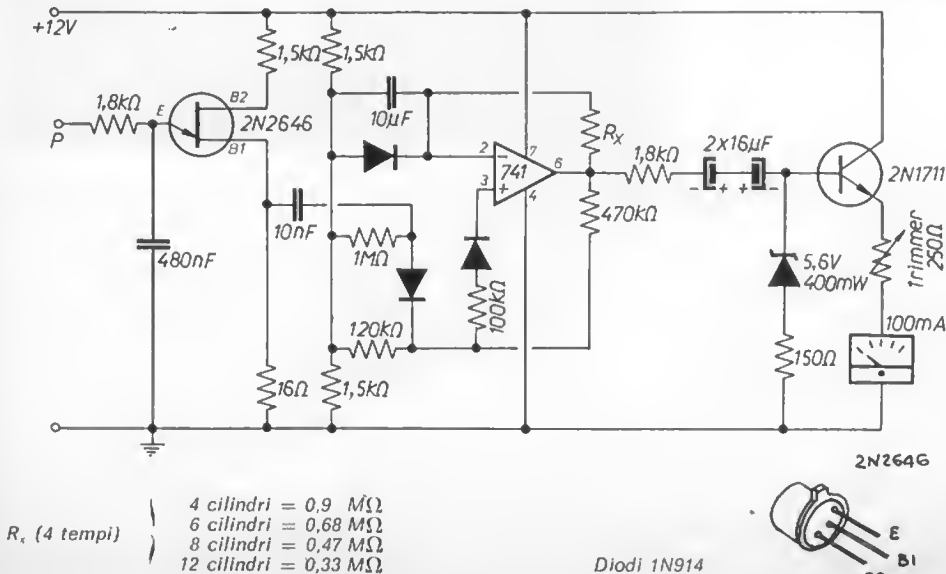 +12V
1,5kΩ
1,5kΩ
1,8kΩ
P
E
B2
2N2646
B1
10µF
Rx
2
7
741
6
3
4
1,8kΩ
2x16µF
- + + -
2N1711
470kΩ
10nF
480nF
1MΩ
100kΩ
120kΩ
5,6V
400mW
Trimmer
250Ω
100mA
150Ω
16Ω
1,5kΩ
2N2646
Rx (4 tempi)
4 cilindri = 0,9 MΩ
6 cilindri = 0,68 MΩ
8 cilindri = 0,47 MΩ
12 cilindri = 0,33 MΩ
Diodi 1N914
E
B1